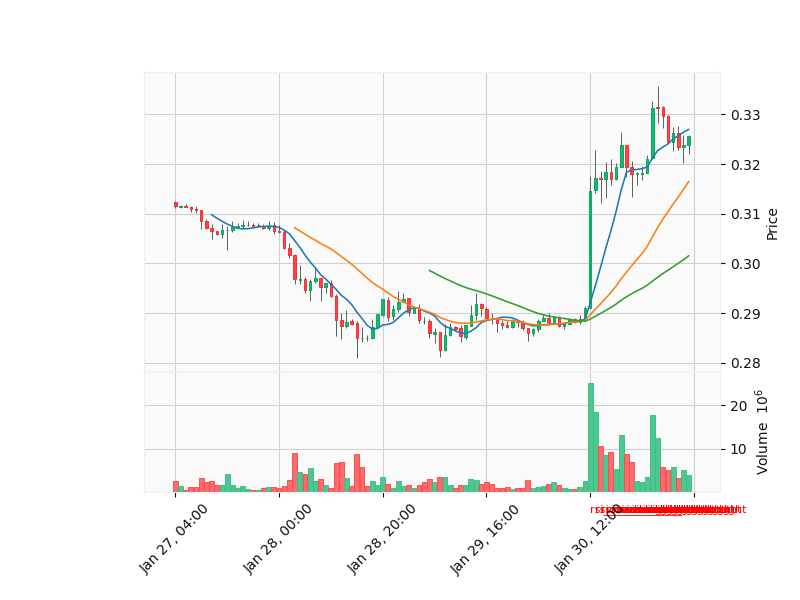 0.33
0.32
0.31
0.30
0.29
0.28
Price
20
10
Volume 10^6
Jan 27, 04:00
Jan 28, 00:00
Jan 28, 20:00
Jan 29, 16:00
Jan 30, 12:00